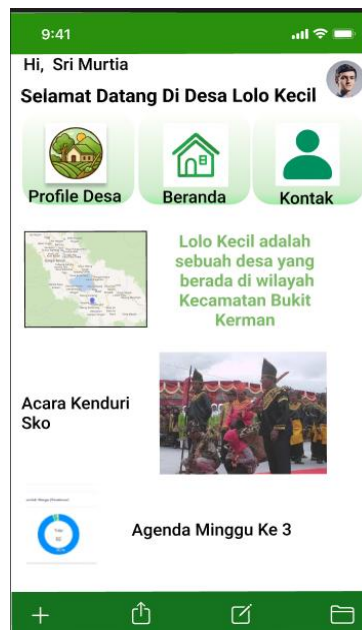 9:41
Hi, Sri Murtia
Selamat Datang Di Desa Lolo Kecil
Profile Desa
Beranda
Kontak
Lolo Kecil adalah
sebuah desa yang
berada di wilayah
Kecamatan Bukit
Kerman
Acara Kenduri
Sko
Agenda Minggu Ke 3